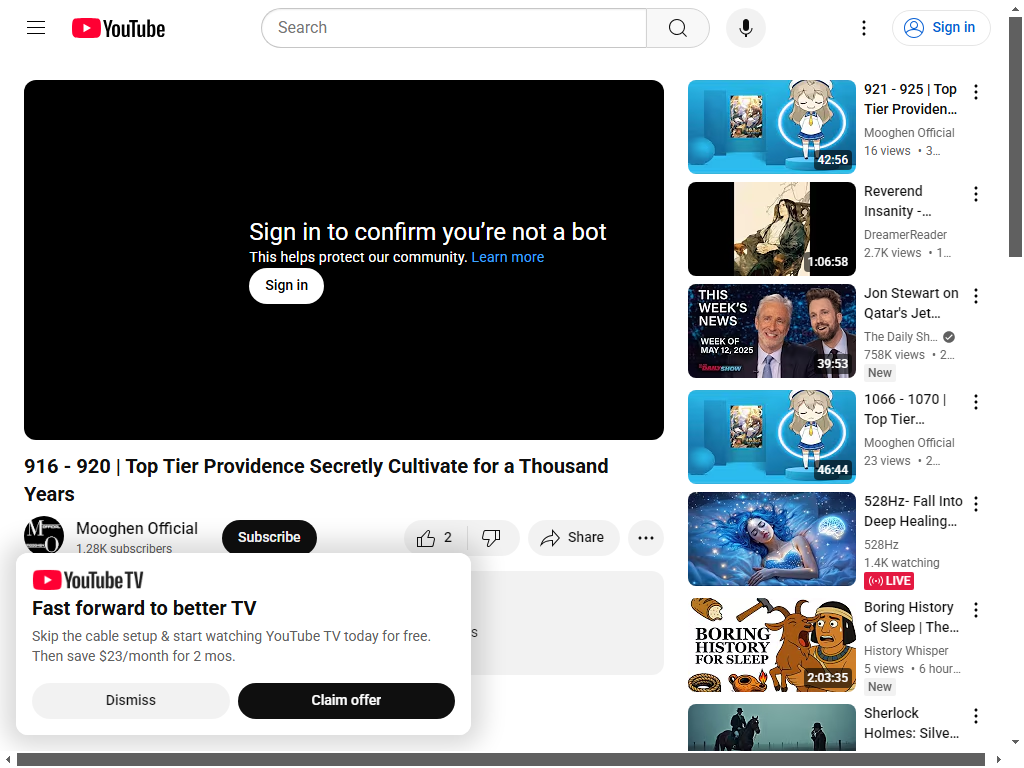 YouTube
Search
Sign in
Sign in to confirm you're not a bot
This helps protect our community. Learn more
Sign in
916 - 920 | Top Tier Providence Secretly Cultivate for a Thousand
Years
Mooghen Official
1.28K subscribers
Subscribe
2
Share
YouTube TV
Fast forward to better TV
Skip the cable setup & start watching YouTube TV today for free.
Then save $23/month for 2 mos.
Dismiss
Claim offer
s
42:56
921 - 925 | Top
Tier Providen...
Mooghen Official
16 views • 3...
1:06:58
Reverend
Insanity -...
DreamerReader
2.7K views • 1...
THIS
WEEK'S
NEWS
WEEK OF
MAY 12, 2025
THE DAILY SHOW
39:53
Jon Stewart on
Qatar's Jet...
The Daily Sh...
758K views • 2...
New
46:44
1066 - 1070 |
Top Tier...
Mooghen Official
23 views • 2...
528Hz- Fall Into
Deep Healing...
528Hz
1.4K watching
LIVE
BORING
HISTORY
FOR SLEEP
2:03:35
Boring History
of Sleep | The...
History Whisper
5 views • 6 hour...
New
Sherlock
Holmes: Silve...